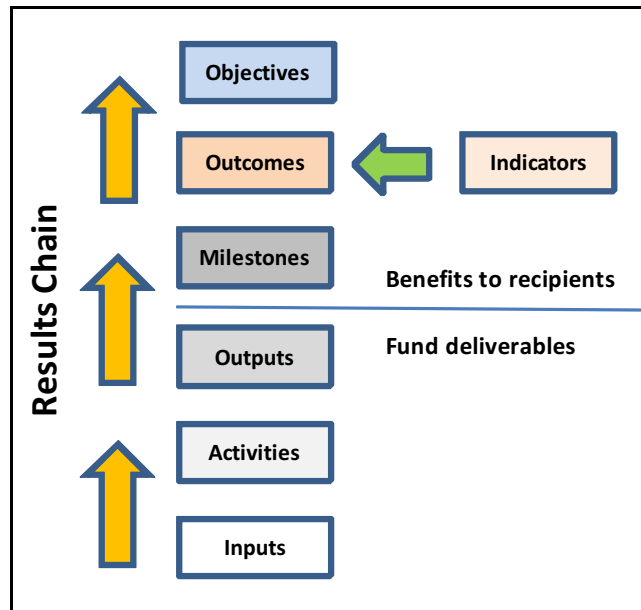 Objectives
Outcomes
Indicators
Milestones
Benefits to recipients
Fund deliverables
Outputs
Activities
Inputs
Results Chain